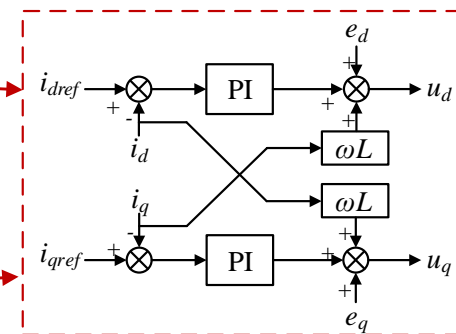 e_d
+
i_dref + - PI + u_d
i_d + ωL
i_q ωL
- +
i_qref + PI + u_q
+
e_q